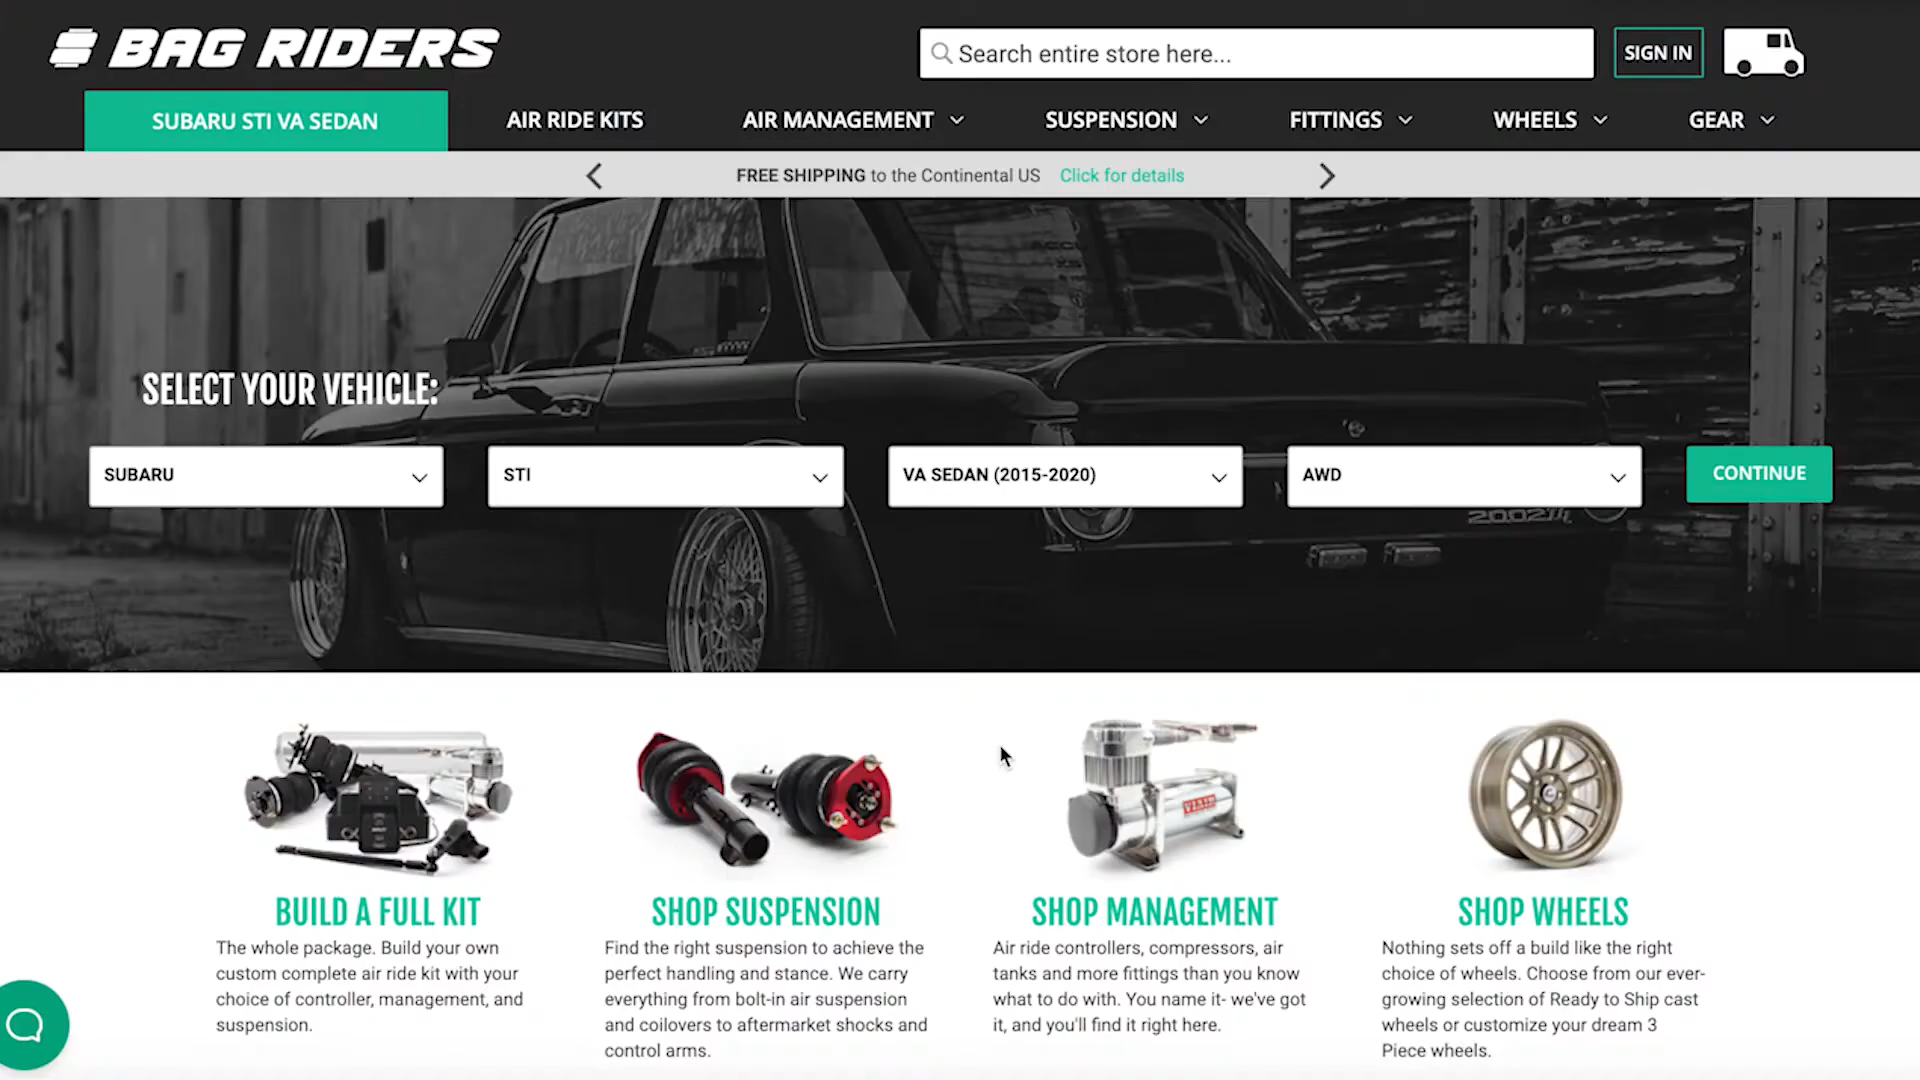 BAG RIDERS
Search entire store here...
SIGN IN
SUBARU STI VA SEDAN
AIR RIDE KITS
AIR MANAGEMENT
SUSPENSION
FITTINGS
WHEELS
GEAR
FREE SHIPPING to the Continental US Click for details
SELECT YOUR VEHICLE:
SUBARU
STI
VA SEDAN (2015-2020)
AWD
CONTINUE
VIAIR
BUILD A FULL KIT
The whole package. Build your own
custom complete air ride kit with your
choice of controller, management, and
suspension.
SHOP SUSPENSION
Find the right suspension to achieve the
perfect handling and stance. We carry
everything from bolt-in air suspension
and coilovers to aftermarket shocks and
control arms.
SHOP MANAGEMENT
Air ride controllers, compressors, air
tanks and more fittings than you know
what to do with. You name it- we've got
it, and you'll find it right here.
SHOP WHEELS
Nothing sets off a build like the right
choice of wheels. Choose from our ever-
growing selection of Ready to Ship cast
wheels or customize your dream 3
Piece wheels.